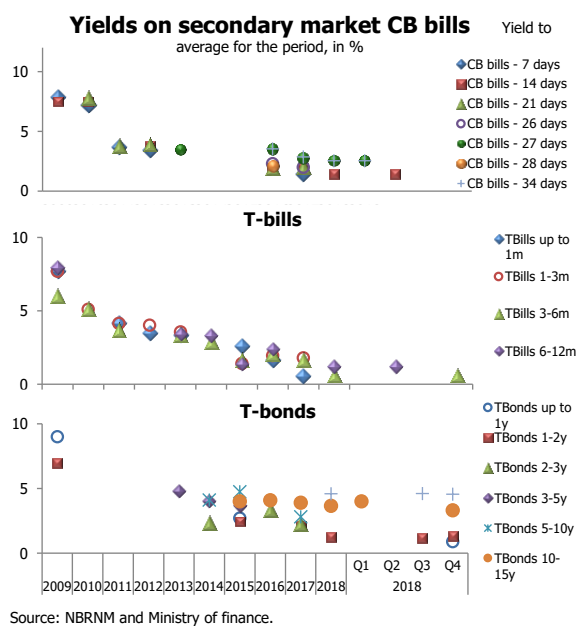 Yields on secondary market CB bills
average for the period, in %
Yield to
10
5
0
CB bills - 7 days
CB bills - 14 days
CB bills - 21 days
CB bills - 26 days
CB bills - 27 days
CB bills - 28 days
CB bills - 34 days
T-bills
10
5
0
TBills up to
1m
TBills 1-3m
TBills 3-6m
TBills 6-12m
T-bonds
10
5
0
TBonds up to
1y
TBonds 1-2y
TBonds 2-3y
TBonds 3-5y
TBonds 5-10y
TBonds 10-
15y
Q1 Q2 Q3 Q4
2009 2010 2011 2012 2013 2014 2015 2016 2017 2018 2018
Source: NBRNM and Ministry of finance.